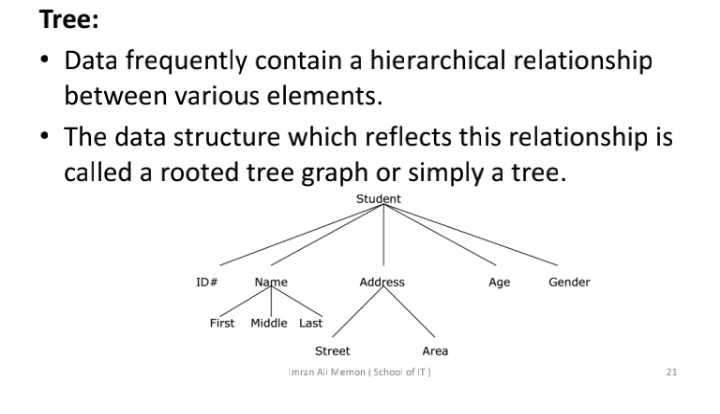 Tree:
• Data frequently contain a hierarchical relationship
between various elements.
• The data structure which reflects this relationship is
called a rooted tree graph or simply a tree.
Student
ID# Name Address Age Gender
First Middle Last
Street Area
Imran Ali Memon ( School of IT )
21